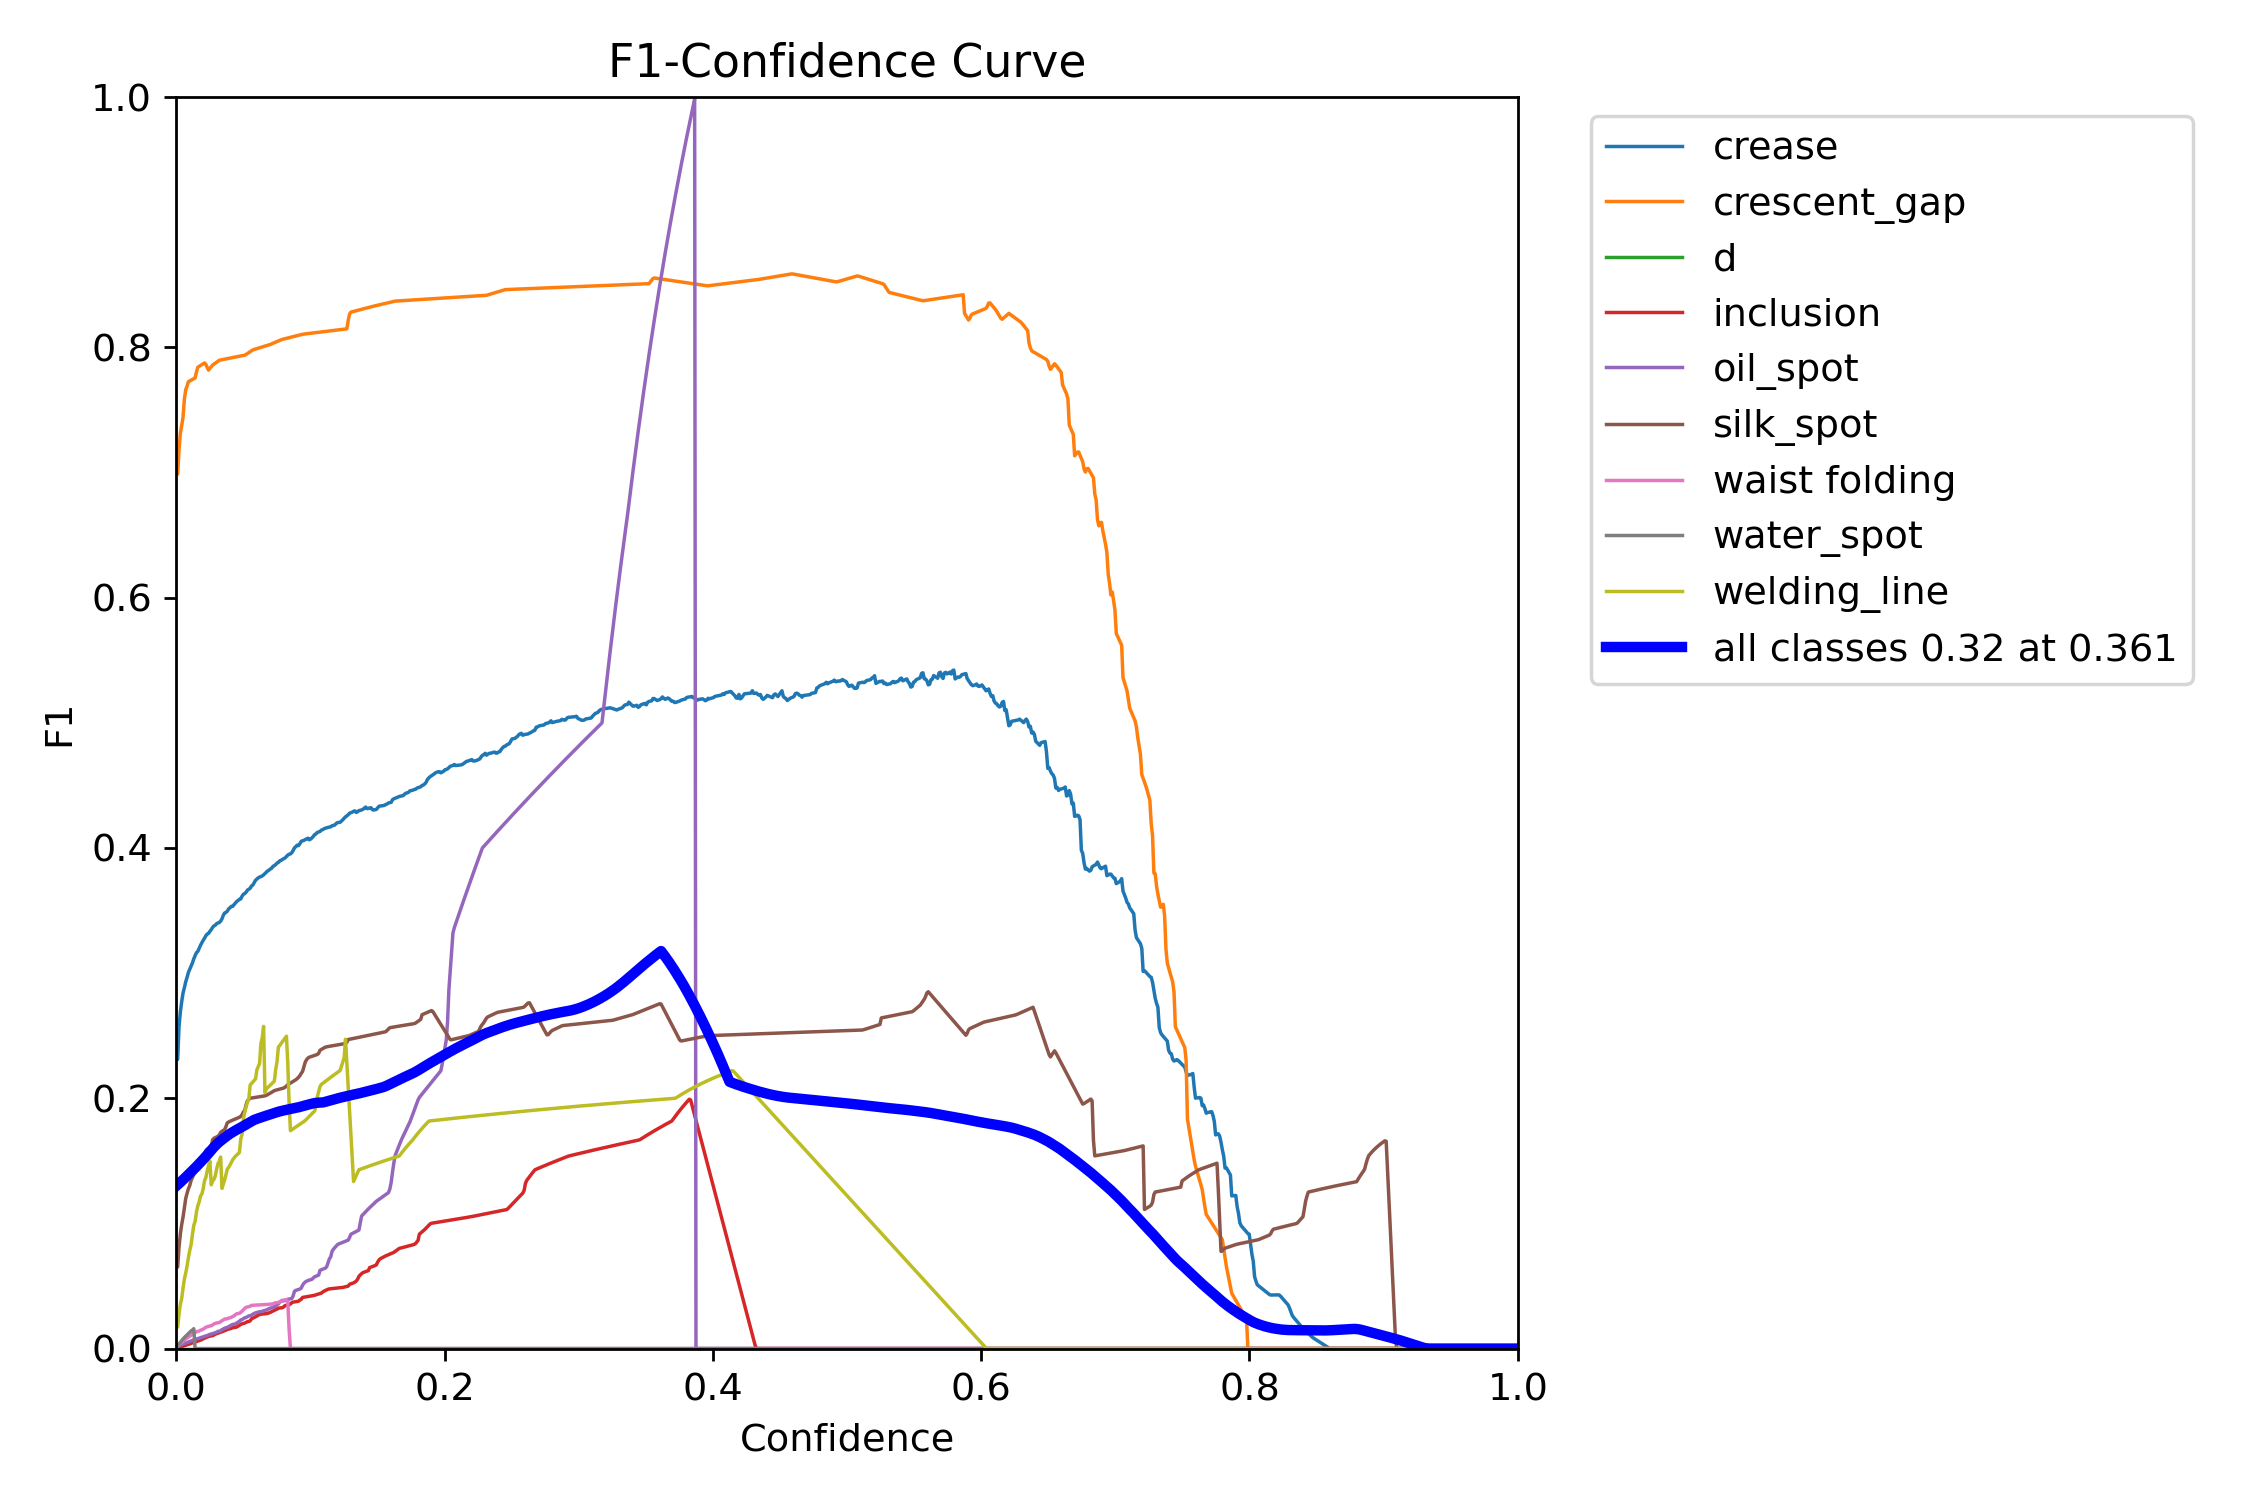 F1-Confidence Curve
1.0
0.8
0.6
0.4
0.2
0.0
F1
0.0 0.2 0.4 0.6 0.8 1.0
Confidence
crease
crescent_gap
d
inclusion
oil_spot
silk_spot
waist folding
water_spot
welding_line
all classes 0.32 at 0.361